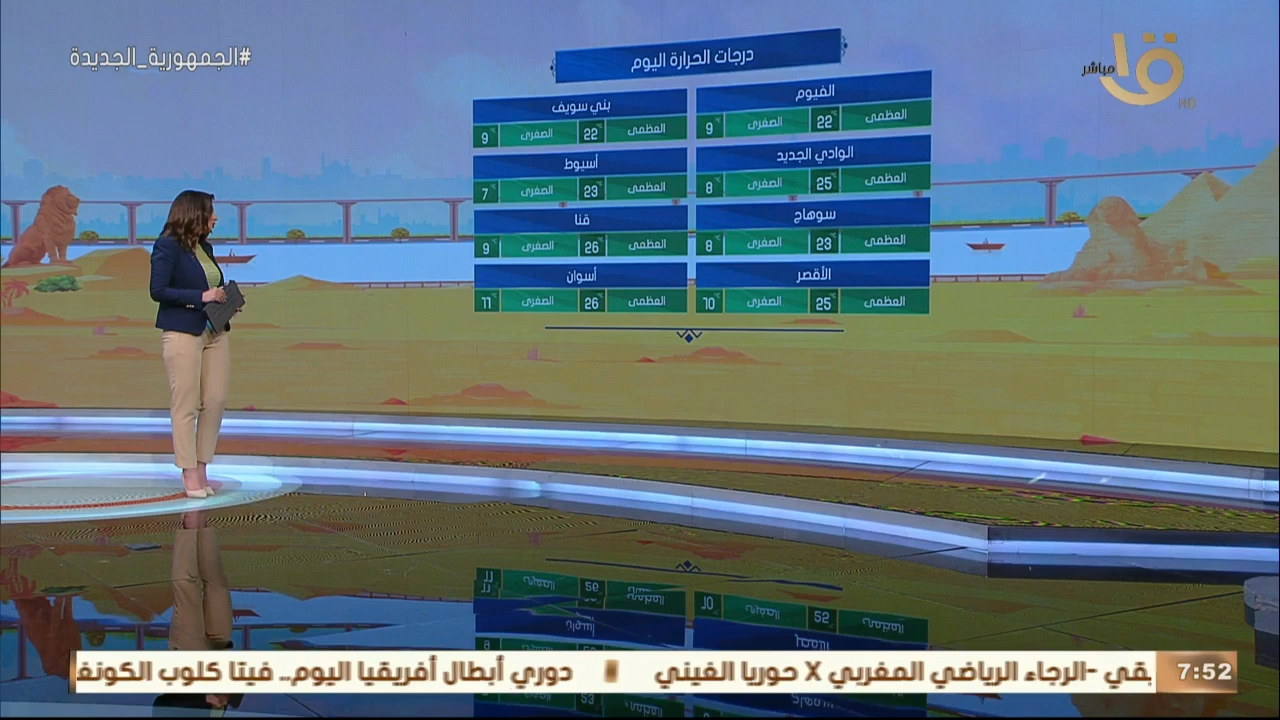 #الجمهورية_الجديدة
مباشر
HD
درجات الحرارة اليوم
الفيوم
العظمى 22 °C الصغرى 9 °C
بني سويف
العظمى 22 °C الصغرى 9 °C
الوادي الجديد
العظمى 25 °C الصغرى 8 °C
أسيوط
العظمى 23 °C الصغرى 7 °C
سوهاج
العظمى 23 °C الصغرى 8 °C
قنا
العظمى 26 °C الصغرى 9 °C
الأقصر
العظمى 25 °C الصغرى 10 °C
أسوان
العظمى 26 °C الصغرى 11 °C
7:52
يقي -الرجاء الرياضي المغربي X حوريا الغيني دوري أبطال أفريقيا اليوم.. فيتا كلوب الكونغ